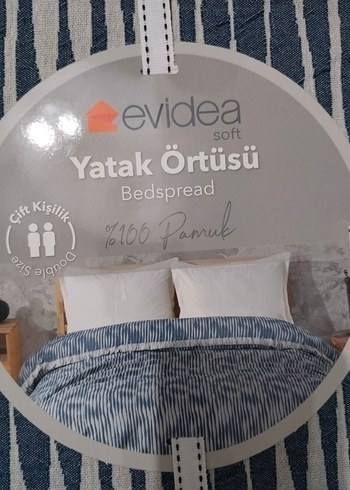 evidea
soft
Yatak Örtüsü
Bedspread
Çift Kişilik
Double Size
%100 Pamuk